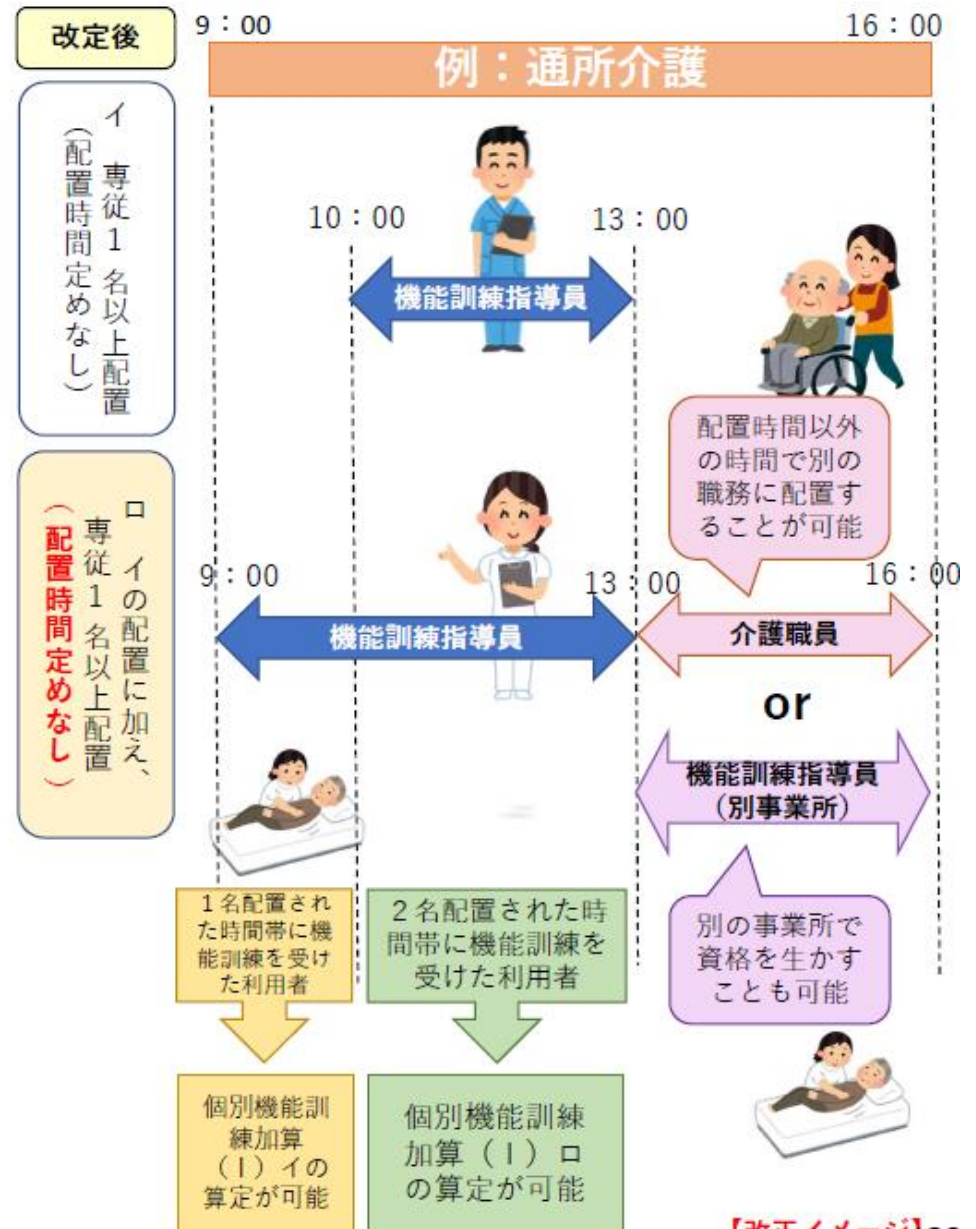 改定後
9：00
16：00
例：通所介護
イ　専従1名以上配置
（配置時間定めなし）
10：00
13：00
機能訓練指導員
配置時間以外
の時間で別の
職務に配置す
ることが可能
ロ　イの配置に加え、
専従1名以上配置
（配置時間定めなし）
9：00
13：00
16：00
機能訓練指導員
介護職員
or
機能訓練指導員
（別事業所）
1名配置され
た時間帯に機
能訓練を受け
た利用者
2名配置された時
間帯に機能訓練を
受けた利用者
別の事業所で
資格を生かす
ことも可能
個別機能訓
練加算
（Ⅰ）イの
算定が可能
個別機能訓練
加算（Ⅰ）ロ
の算定が可能
【改正イメージ】